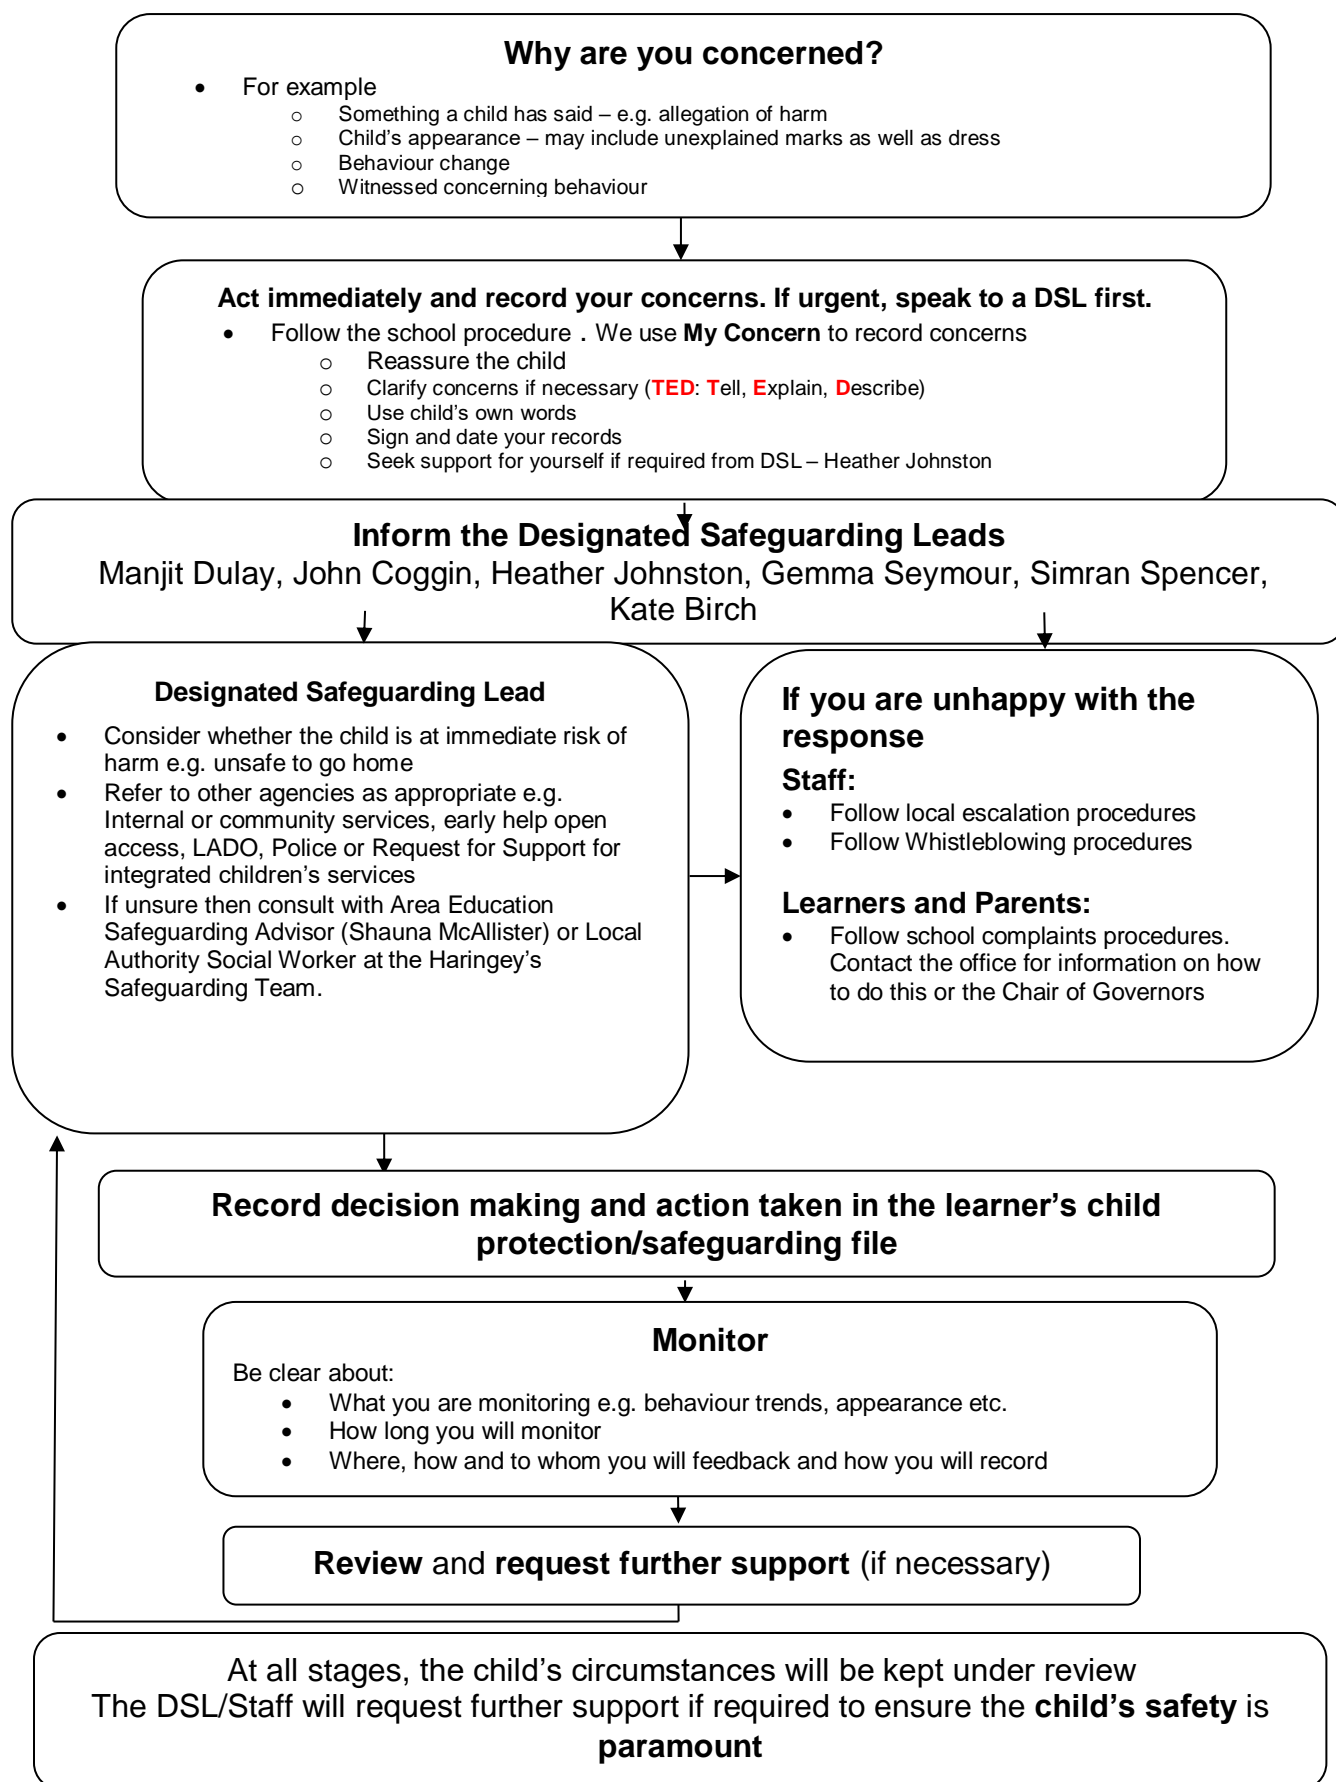 Why are you concerned?
• For example
o Something a child has said – e.g. allegation of harm
o Child's appearance – may include unexplained marks as well as dress
o Behaviour change
o Witnessed concerning behaviour
Act immediately and record your concerns. If urgent, speak to a DSL first.
• Follow the school procedure . We use My Concern to record concerns
o Reassure the child
o Clarify concerns if necessary (TED: Tell, Explain, Describe)
o Use child's own words
o Sign and date your records
o Seek support for yourself if required from DSL – Heather Johnston
Inform the Designated Safeguarding Leads
Manjit Dulay, John Coggin, Heather Johnston, Gemma Seymour, Simran Spencer,
Kate Birch
Designated Safeguarding Lead
• Consider whether the child is at immediate risk of
harm e.g. unsafe to go home
• Refer to other agencies as appropriate e.g.
Internal or community services, early help open
access, LADO, Police or Request for Support for
integrated children's services
• If unsure then consult with Area Education
Safeguarding Advisor (Shauna McAllister) or Local
Authority Social Worker at the Haringey's
Safeguarding Team.
If you are unhappy with the
response
Staff:
• Follow local escalation procedures
• Follow Whistleblowing procedures
Learners and Parents:
• Follow school complaints procedures.
Contact the office for information on how
to do this or the Chair of Governors
Record decision making and action taken in the learner's child
protection/safeguarding file
Monitor
Be clear about:
• What you are monitoring e.g. behaviour trends, appearance etc.
• How long you will monitor
• Where, how and to whom you will feedback and how you will record
Review and request further support (if necessary)
At all stages, the child's circumstances will be kept under review
The DSL/Staff will request further support if required to ensure the child's safety is
paramount